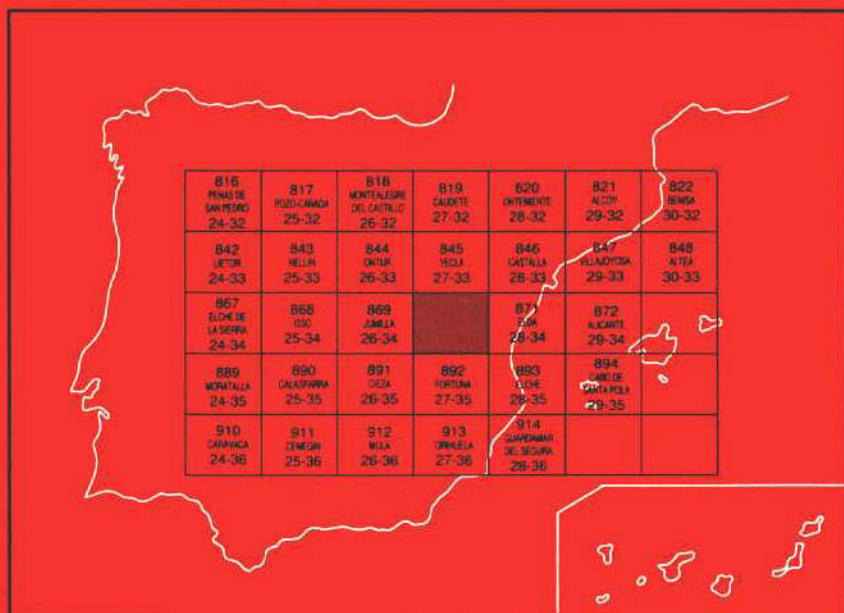 816
PEÑAS DE
SAN PEDRO
24-32
817
POZO-CAÑADA
25-32
818
MONTEALEGRE
DEL CASTILLO
26-32
819
CAUDETE
27-32
820
ONTENIENTE
28-32
821
ALCOY
29-32
822
BENISA
30-32
842
LIETOR
24-33
843
HELLIN
25-33
844
ONTUR
26-33
845
YECLA
27-33
846
CASTALLA
28-33
847
VILLAJOYOSA
29-33
848
ALTEA
30-33
867
ELCHE DE
LA SIERRA
24-34
868
ISSO
25-34
869
JUMILLA
26-34
871
ELDA
28-34
872
ALICANTE
29-34
889
MORATALLA
24-35
890
CALASPARRA
25-35
891
CIEZA
26-35
892
FORTUNA
27-35
893
ELCHE
28-35
894
CABO DE
SANTA POLA
29-35
910
CARAVACA
24-36
911
CEHEGIN
25-36
912
MULA
26-36
913
ORIHUELA
27-36
914
GUARDAMAR
DEL SEGURA
28-36